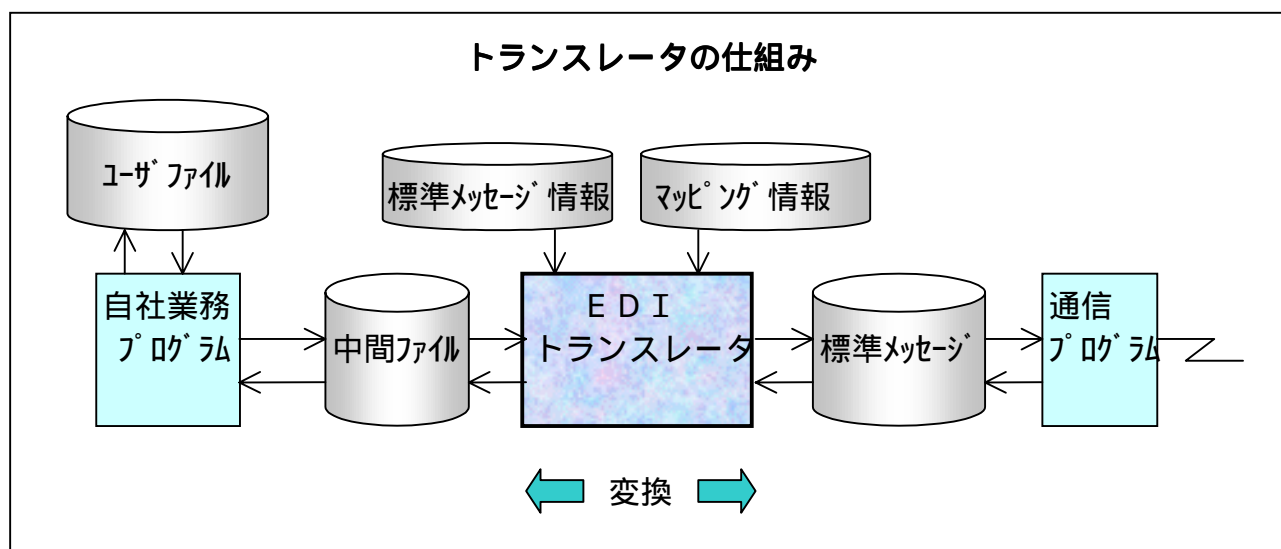 トランスレータの仕組み
ﾕｰｻﾞﾌｧｲﾙ
標準ﾒｯｾｰｼﾞ情報
ﾏｯﾋﾟﾝｸﾞ情報
自社業務
ﾌﾟﾛｸﾞﾗﾑ
中間ﾌｧｲﾙ
ＥＤＩ
トランスレータ
標準ﾒｯｾｰｼﾞ
通信
ﾌﾟﾛｸﾞﾗﾑ
変換